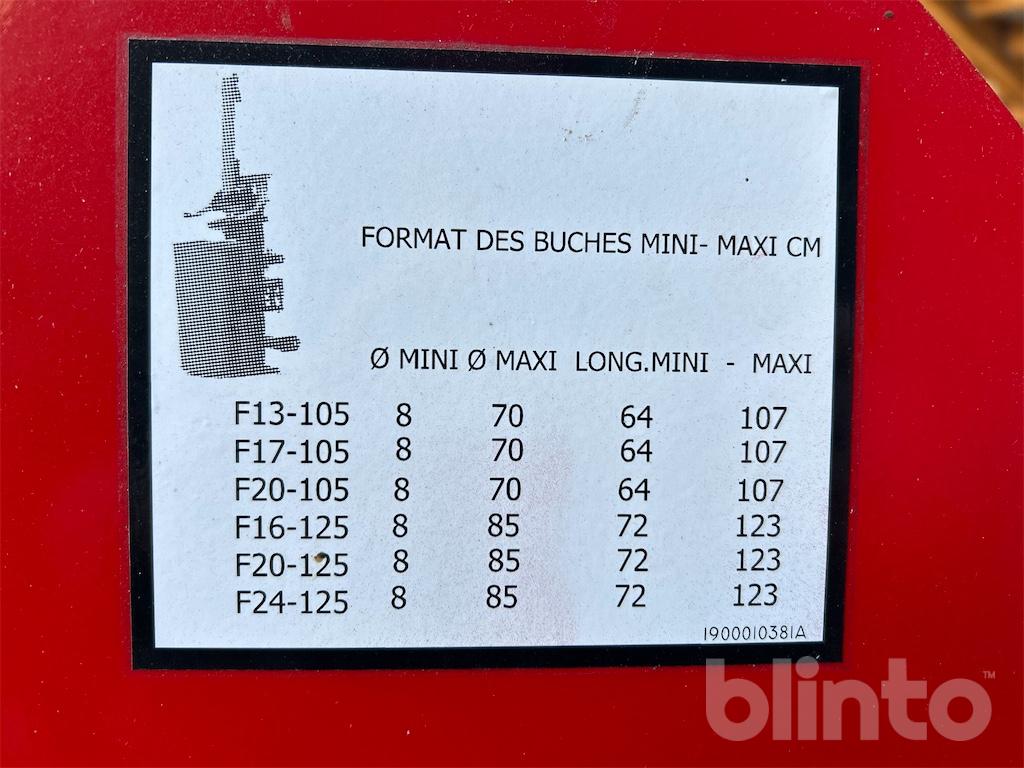 FORMAT DES BUCHES MINI- MAXI CM
Ø MINI Ø MAXI LONG.MINI - MAXI
F13-105 8 70 64 107
F17-105 8 70 64 107
F20-105 8 70 64 107
F16-125 8 85 72 123
F20-125 8 85 72 123
F24-125 8 85 72 123
1900010381A
blinto™